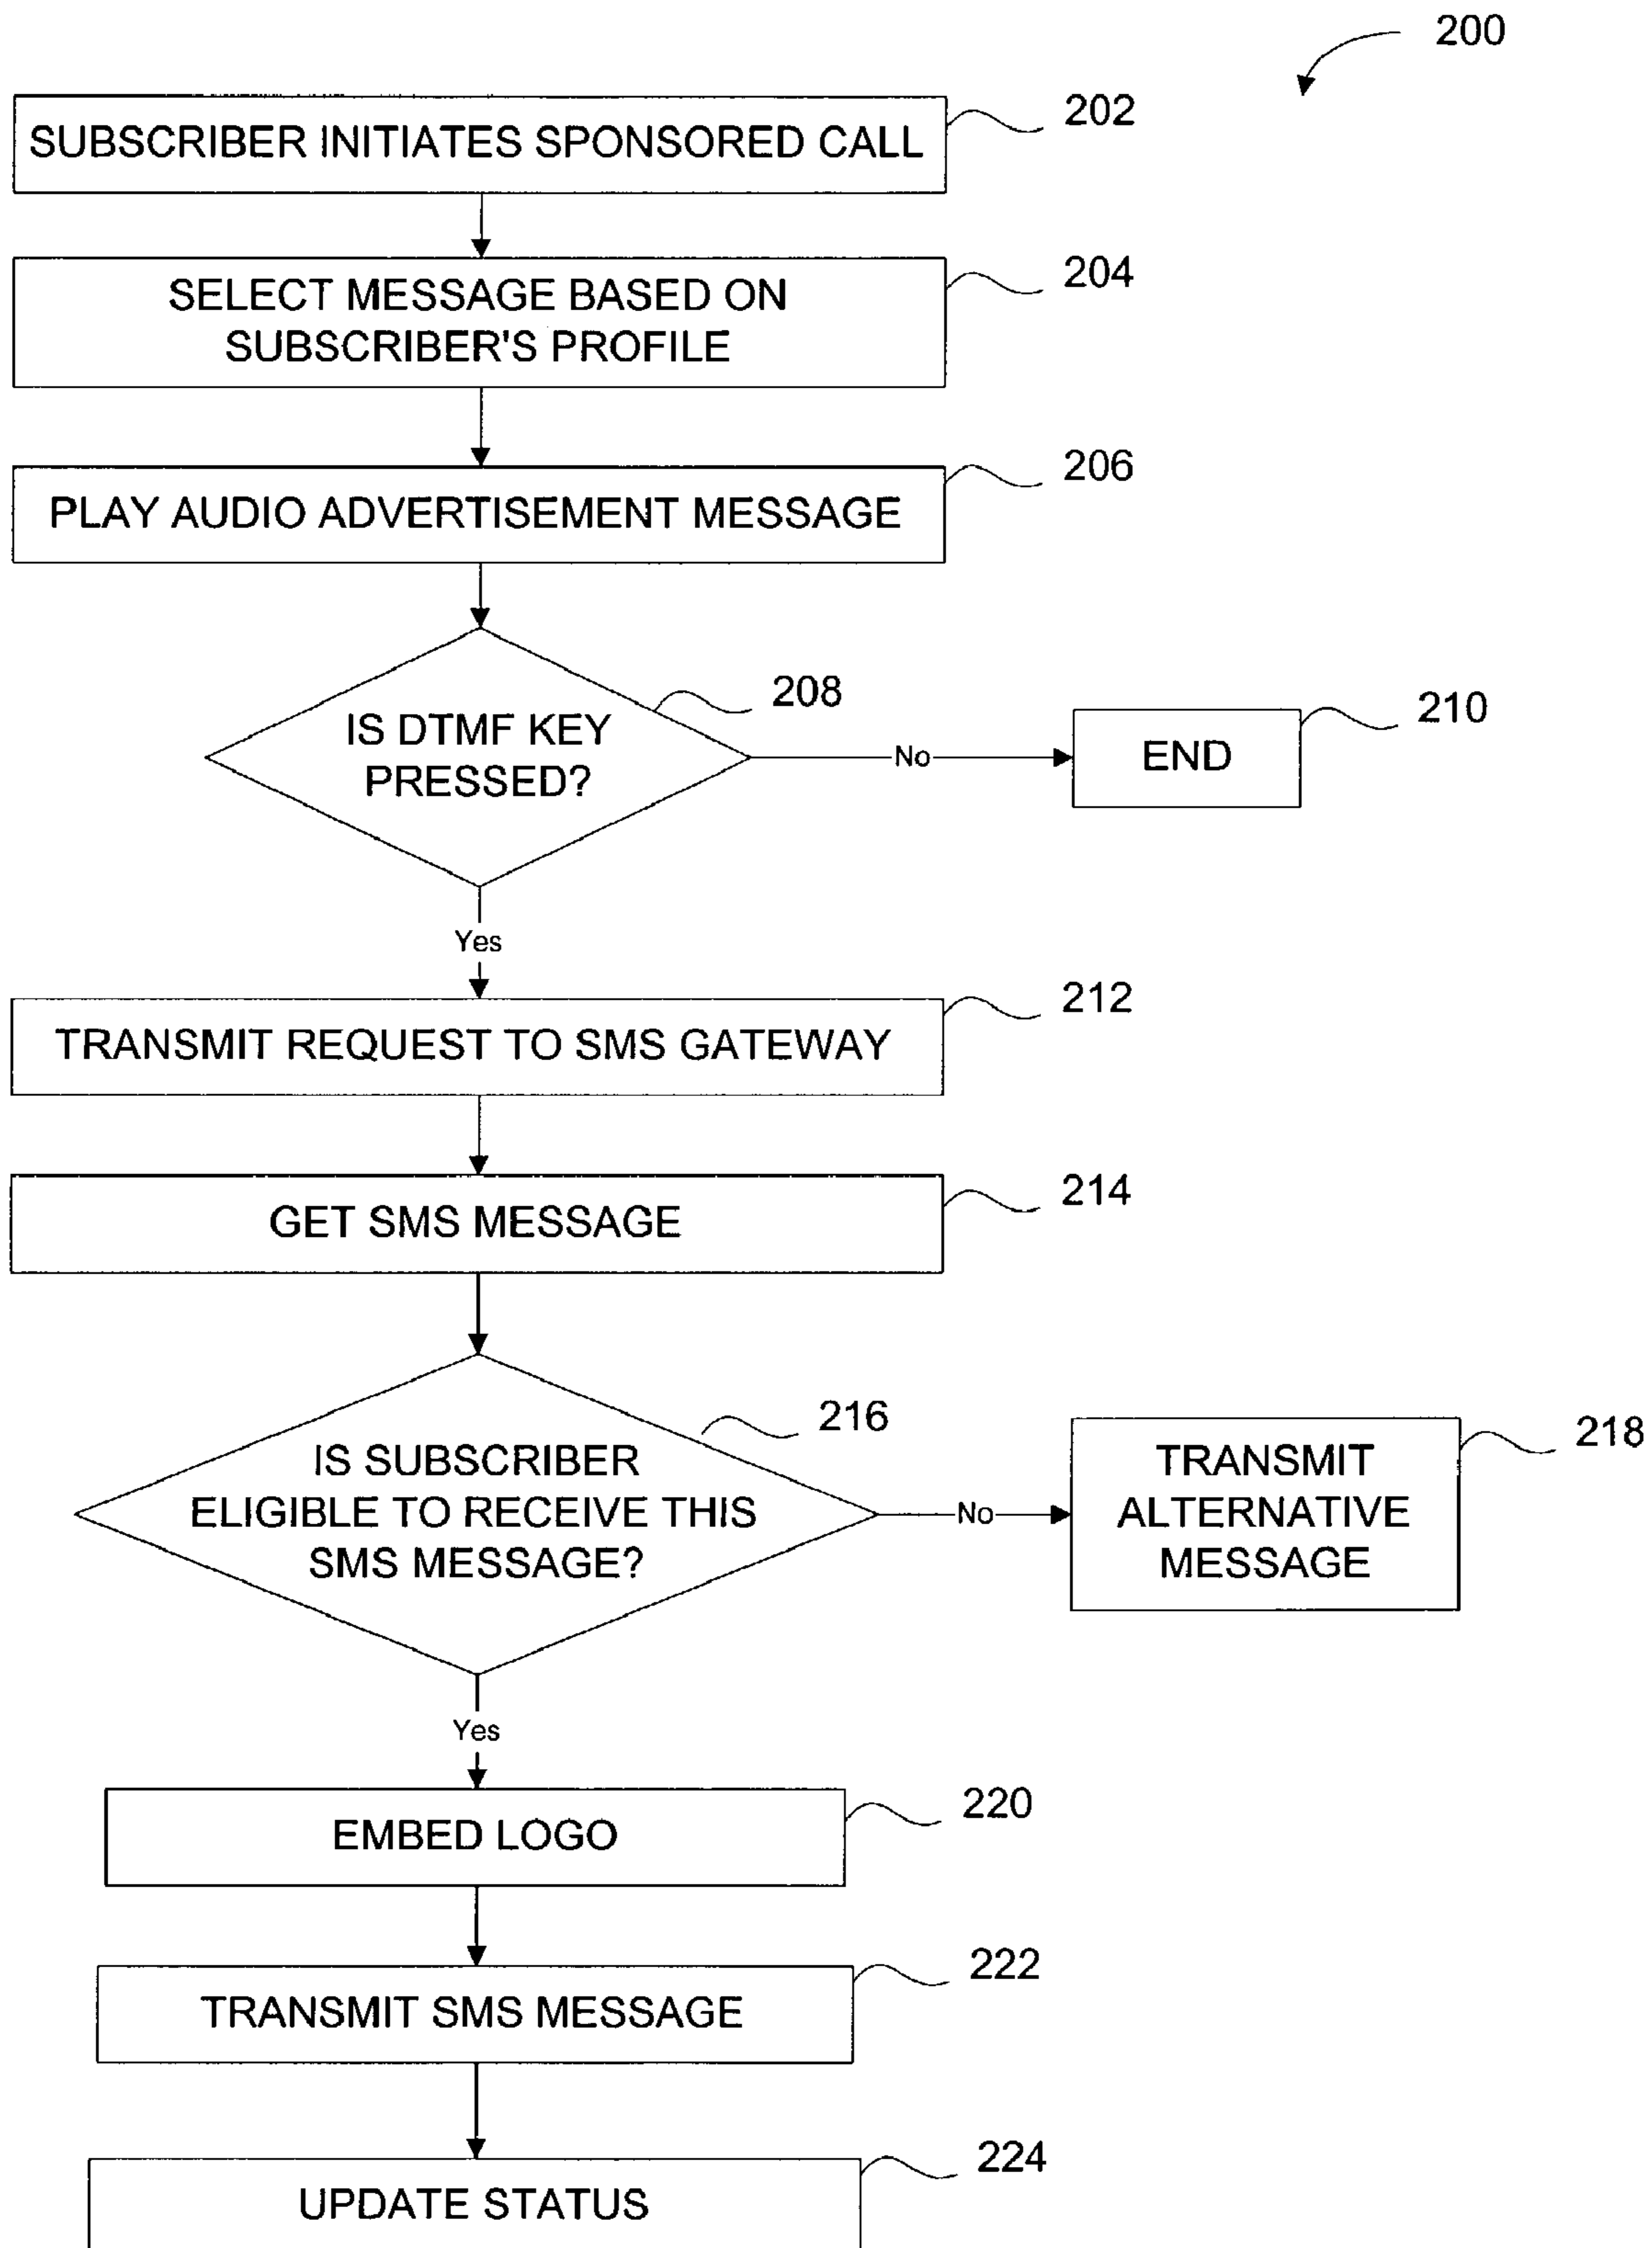 200
202
SUBSCRIBER INITIATES SPONSORED CALL
204
SELECT MESSAGE BASED ON
SUBSCRIBER'S PROFILE
206
PLAY AUDIO ADVERTISEMENT MESSAGE
208
IS DTMF KEY
PRESSED?
No
210
END
Yes
212
TRANSMIT REQUEST TO SMS GATEWAY
214
GET SMS MESSAGE
216
IS SUBSCRIBER
ELIGIBLE TO RECEIVE THIS
SMS MESSAGE?
No
218
TRANSMIT
ALTERNATIVE
MESSAGE
Yes
220
EMBED LOGO
222
TRANSMIT SMS MESSAGE
224
UPDATE STATUS